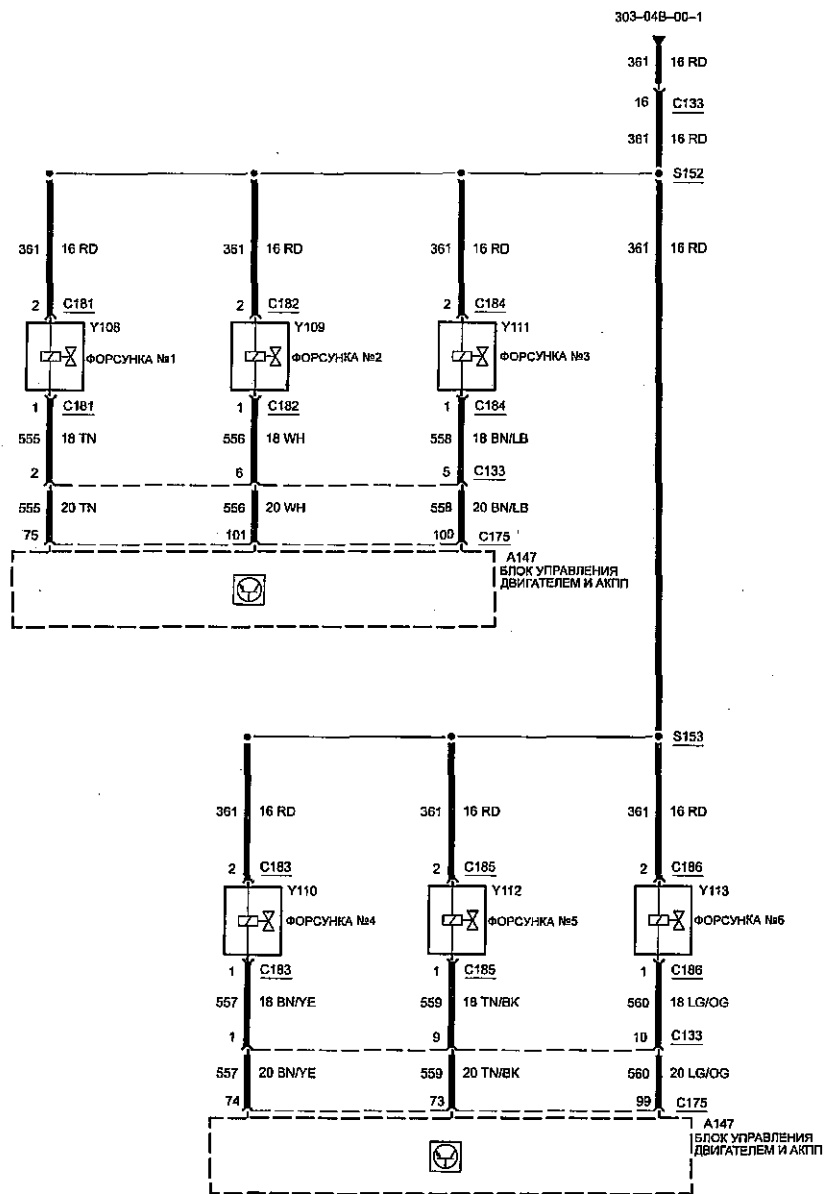 303-04B-00-1
361 16 RD
16 C133
361 16 RD
S152
361 16 RD 361 16 RD 361 16 RD 361 16 RD
2 C181 2 C182 2 C184
Y108 Y109 Y111
ФОРСУНКА №1 ФОРСУНКА №2 ФОРСУНКА №3
1 C181 1 C182 1 C184
555 18 TN 556 18 WH 558 18 BN/LB
2 6 5 C133
555 20 TN 556 20 WH 558 20 BN/LB
75 101 100 C175
A147
БЛОК УПРАВЛЕНИЯ
ДВИГАТЕЛЕМ И АКПП
S153
361 16 RD 361 16 RD 361 16 RD
2 C183 2 C185 2 C186
Y110 Y112 Y113
ФОРСУНКА №4 ФОРСУНКА №5 ФОРСУНКА №6
1 C183 1 C185 1 C186
557 18 BN/YE 559 18 TN/BK 560 18 LG/OG
1 9 10 C133
557 20 BN/YE 559 20 TN/BK 560 20 LG/OG
74 73 99 C175
A147
БЛОК УПРАВЛЕНИЯ
ДВИГАТЕЛЕМ И АКПП